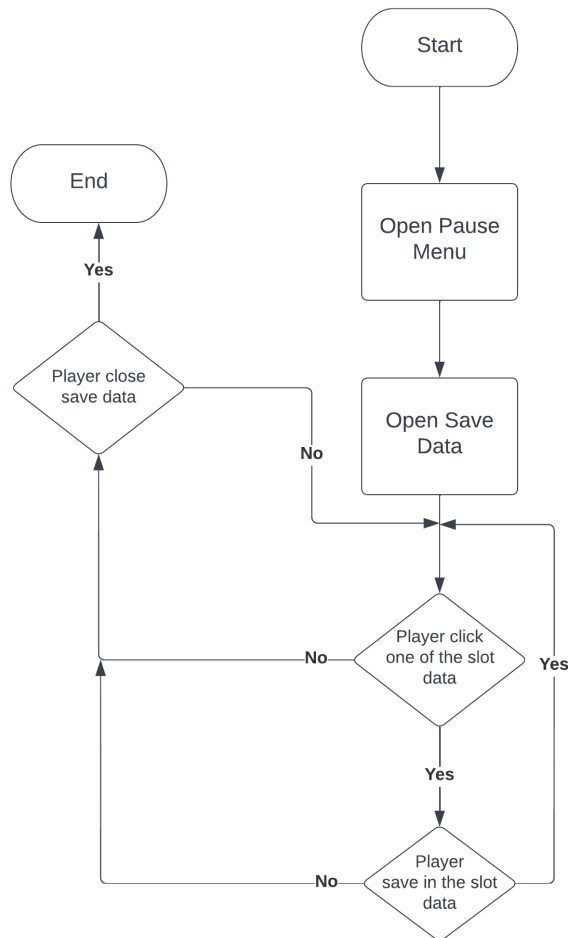 Start
End
Open Pause
Menu
Yes
Player close
save data
Open Save
Data
No
Player click
one of the slot
data
No
Yes
Yes
Player
save in the slot
data
No